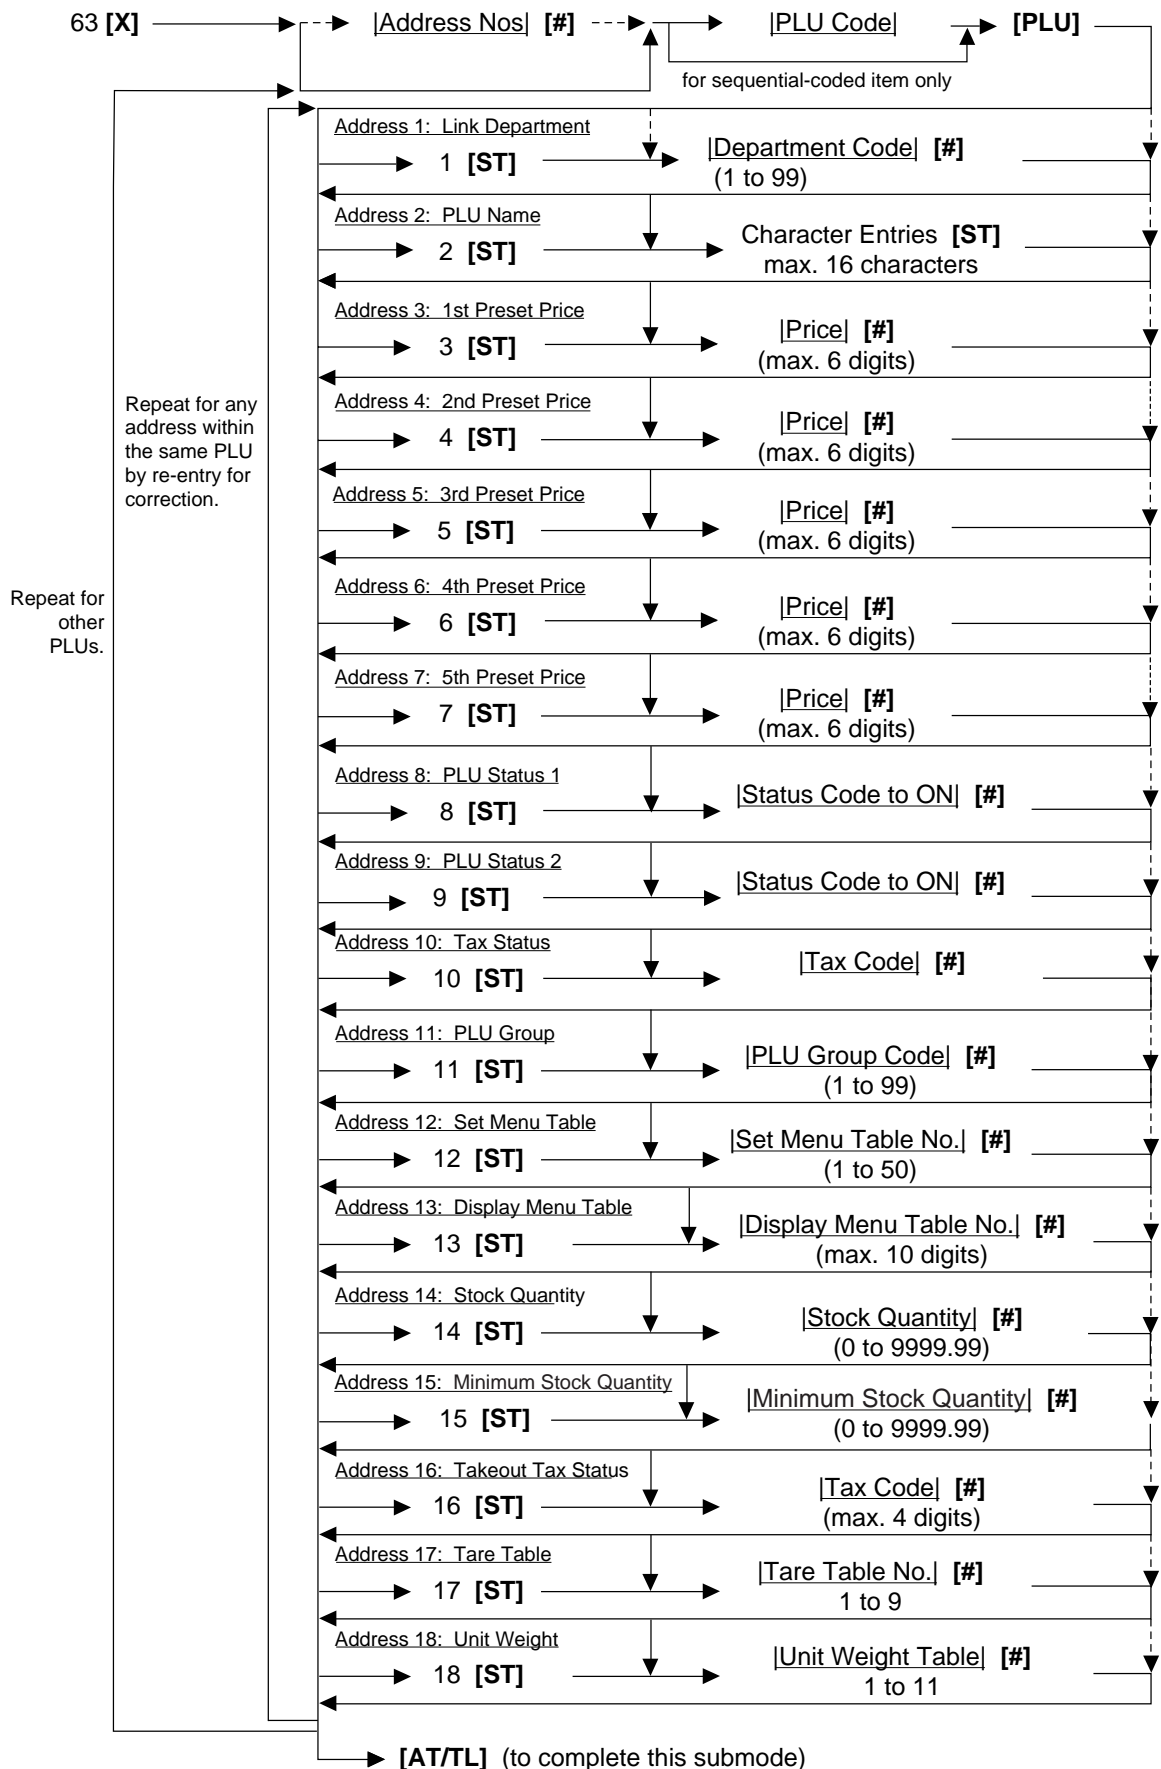 63 [X] |Address Nos| [#] |PLU Code| [PLU]
for sequential-coded item only
Address 1: Link Department
1 [ST] |Department Code| [#]
(1 to 99)
Address 2: PLU Name
2 [ST] Character Entries [ST]
max. 16 characters
Address 3: 1st Preset Price
3 [ST] |Price| [#]
(max. 6 digits)
Repeat for any
address within
the same PLU
by re-entry for
correction.
Address 4: 2nd Preset Price
4 [ST] |Price| [#]
(max. 6 digits)
Address 5: 3rd Preset Price
5 [ST] |Price| [#]
(max. 6 digits)
Repeat for
other
PLUs.
Address 6: 4th Preset Price
6 [ST] |Price| [#]
(max. 6 digits)
Address 7: 5th Preset Price
7 [ST] |Price| [#]
(max. 6 digits)
Address 8: PLU Status 1
8 [ST] |Status Code to ON| [#]
Address 9: PLU Status 2
9 [ST] |Status Code to ON| [#]
Address 10: Tax Status
10 [ST] |Tax Code| [#]
Address 11: PLU Group
11 [ST] |PLU Group Code| [#]
(1 to 99)
Address 12: Set Menu Table
12 [ST] |Set Menu Table No.| [#]
(1 to 50)
Address 13: Display Menu Table
13 [ST] |Display Menu Table No.| [#]
(max. 10 digits)
Address 14: Stock Quantity
14 [ST] |Stock Quantity| [#]
(0 to 9999.99)
Address 15: Minimum Stock Quantity
15 [ST] |Minimum Stock Quantity| [#]
(0 to 9999.99)
Address 16: Takeout Tax Status
16 [ST] |Tax Code| [#]
(max. 4 digits)
Address 17: Tare Table
17 [ST] |Tare Table No.| [#]
1 to 9
Address 18: Unit Weight
18 [ST] |Unit Weight Table| [#]
1 to 11
[AT/TL] (to complete this submode)